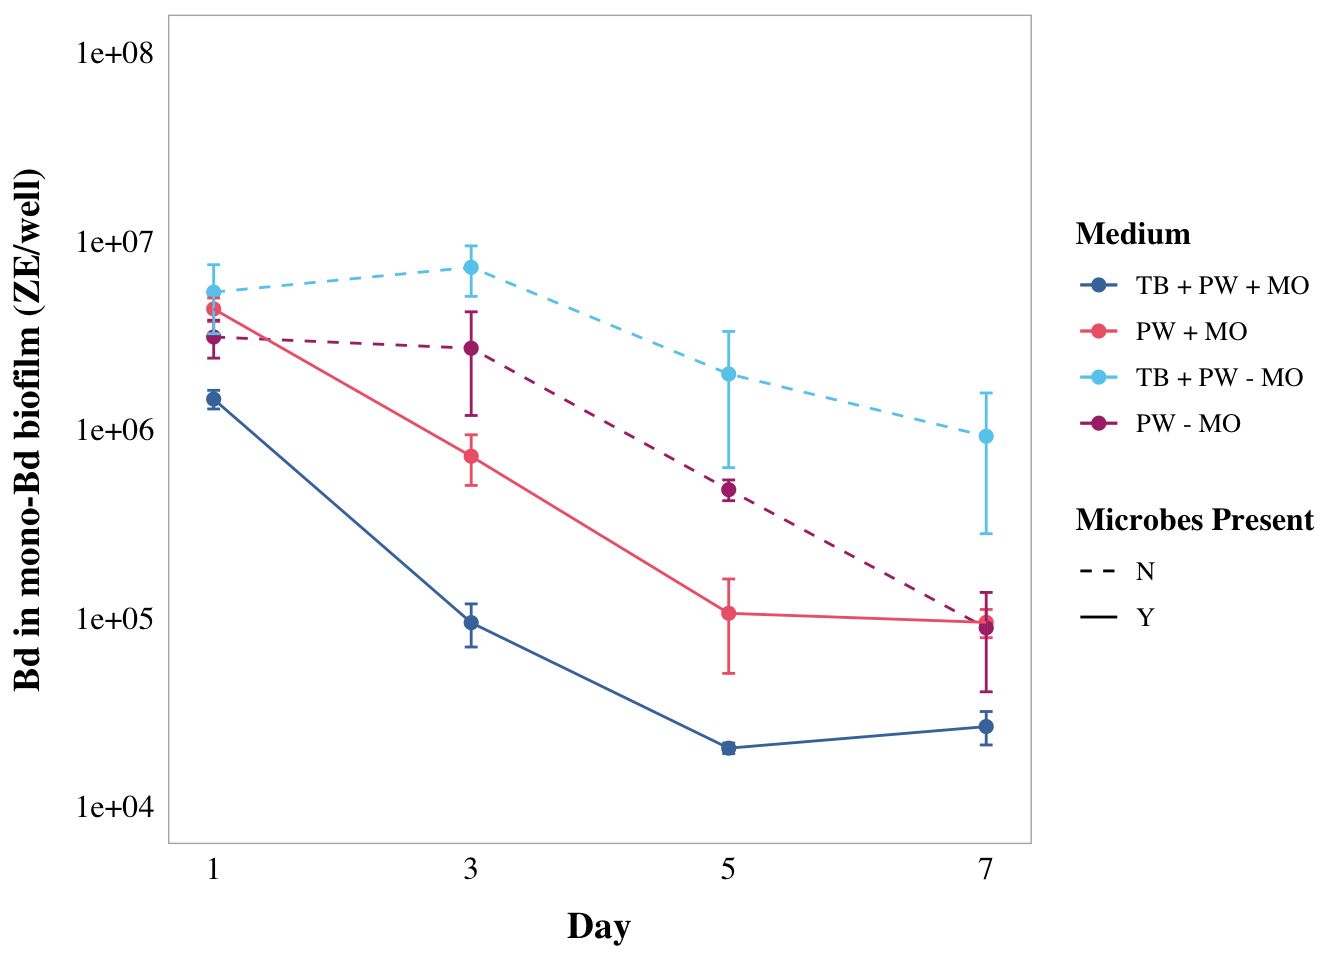 Bd in mono-Bd biofilm (ZE/well)
1e+08
1e+07
1e+06
1e+05
1e+04
1
3
5
7
Day
Medium
TB + PW + MO
PW + MO
TB + PW - MO
PW - MO
Microbes Present
N
Y